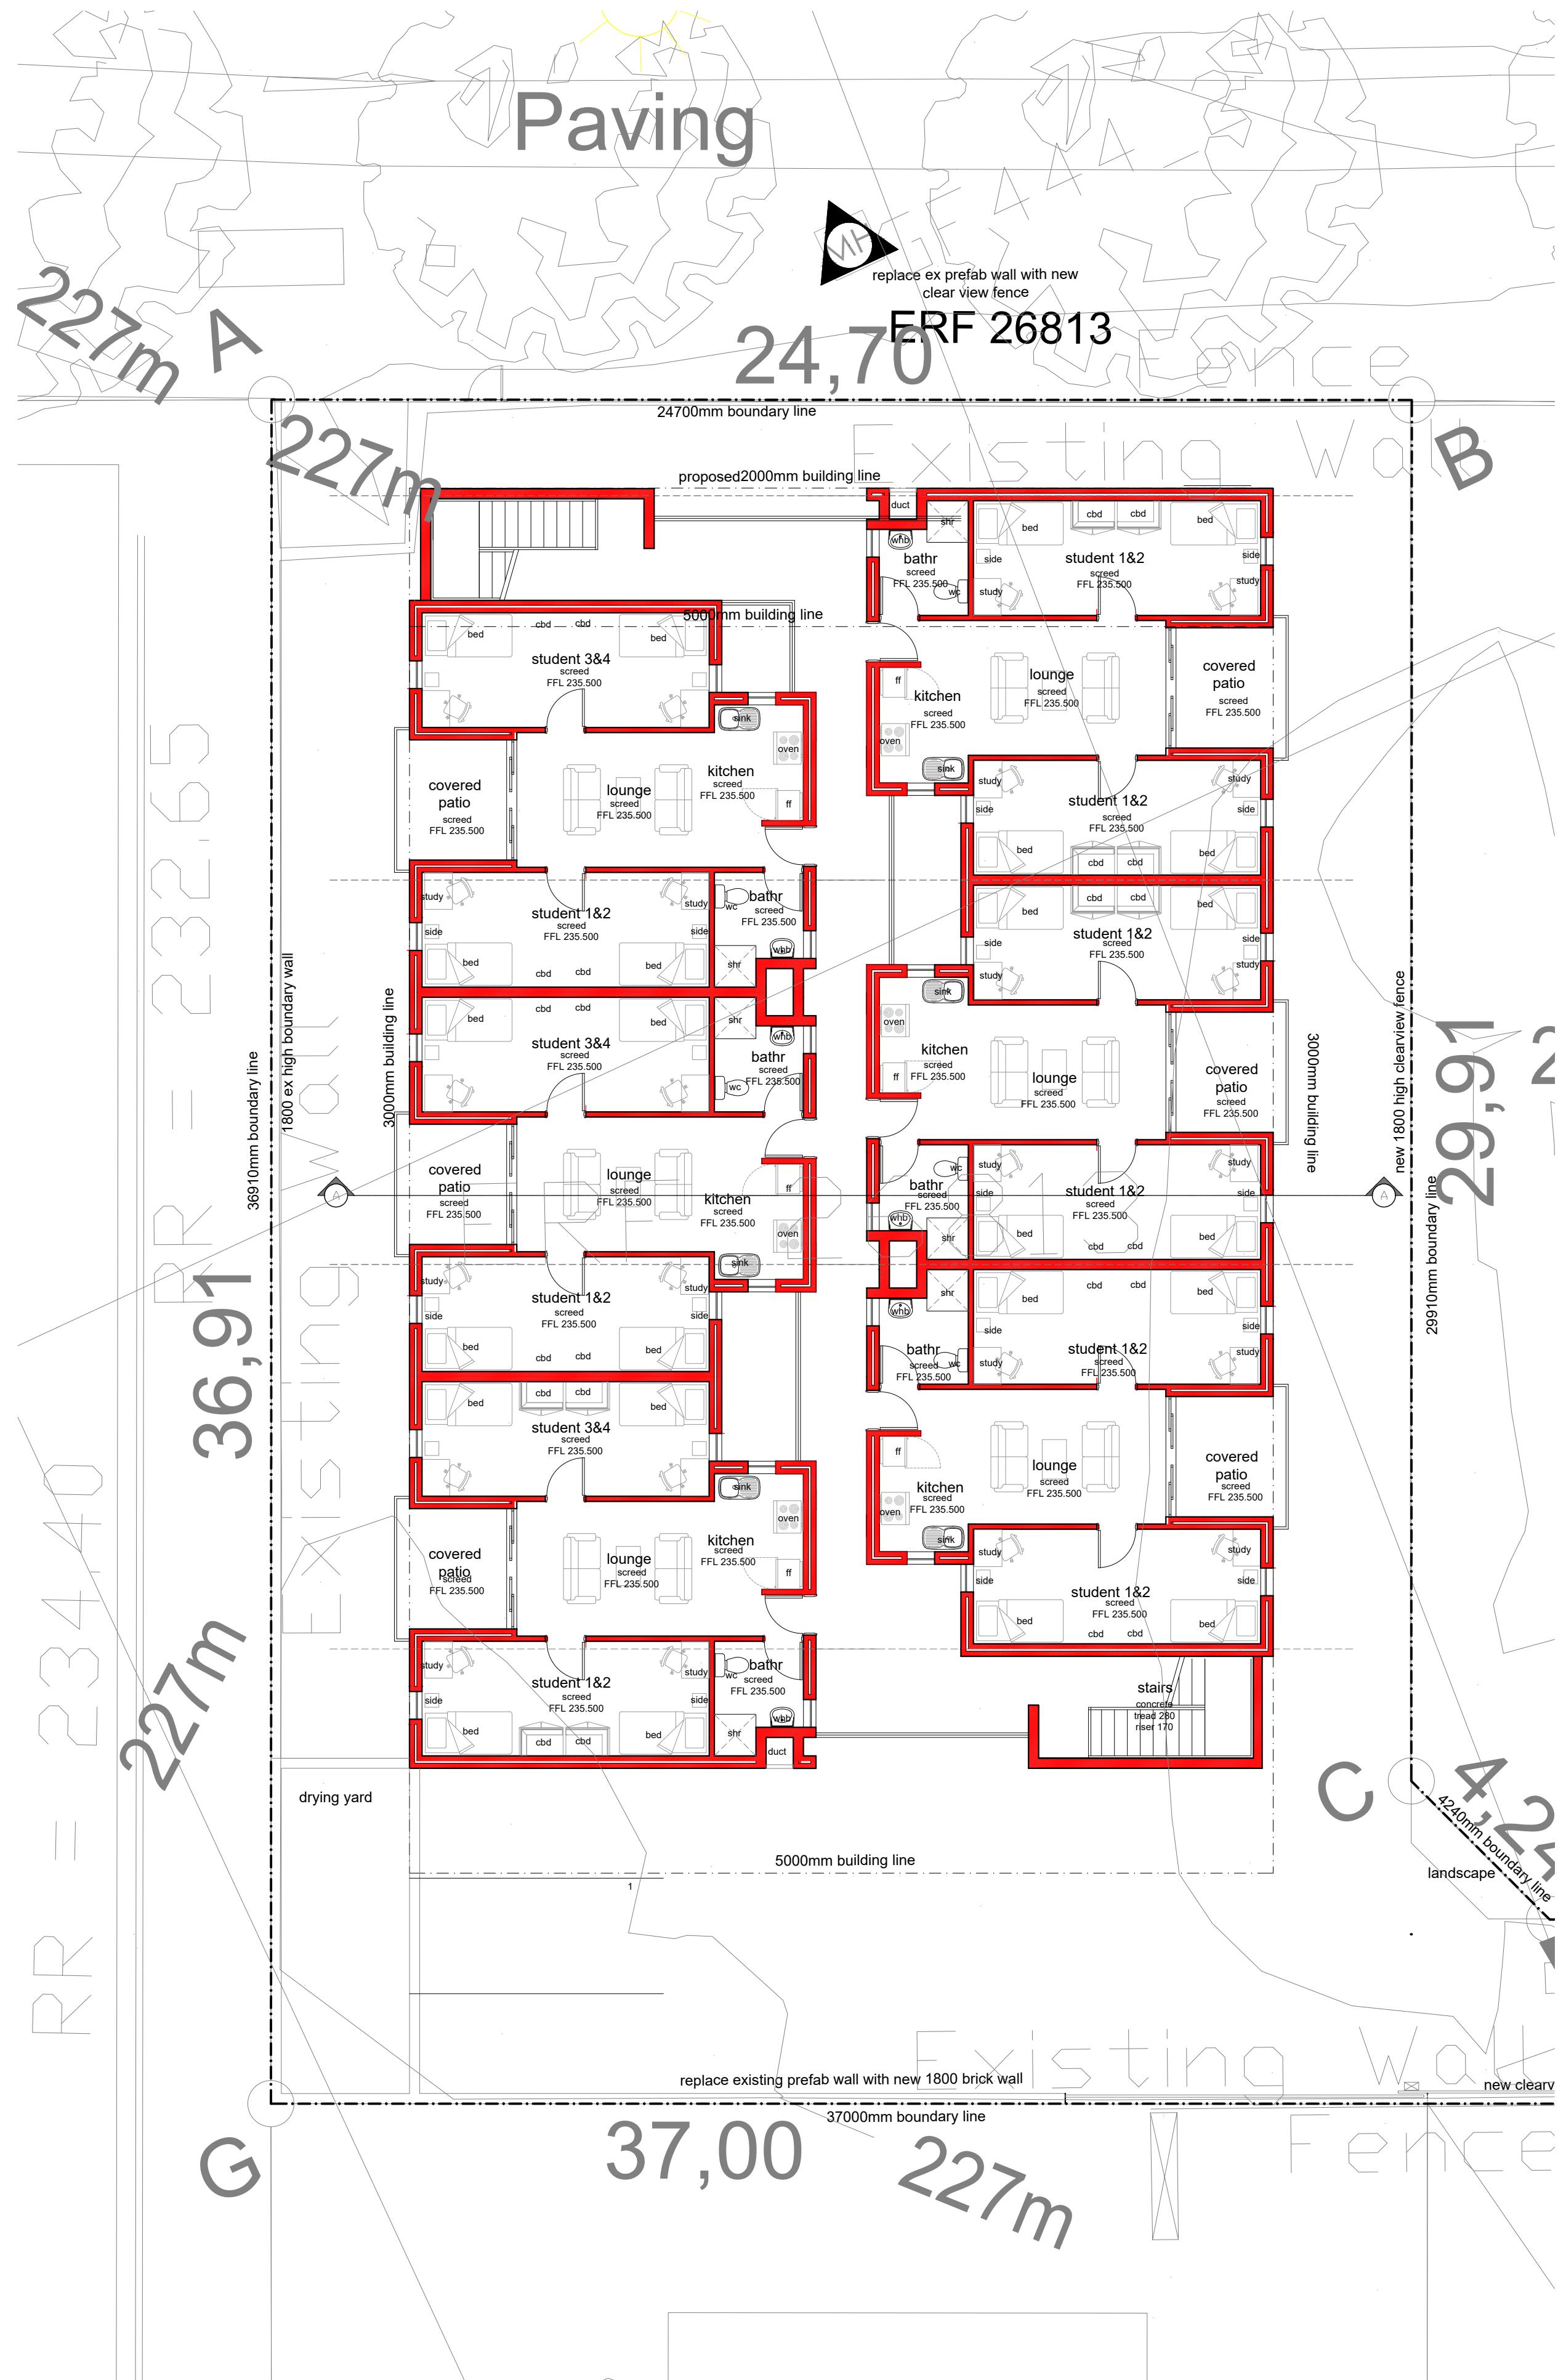 Paving
NH
replace ex prefab wall with new
clear view fence
ERF 26813
227m
A
24,70
Fence
24700mm boundary line
227m
Existing Wall
B
proposed2000mm building line
duct
shr
whb
bathr
screed
FFL 235.500
wc
bed
cbd
cbd
bed
side
student 1&2
screed
FFL 235.500
side
study
study
5000mm building line
bed
cbd
cbd
bed
student 3&4
screed
FFL 235.500
sink
oven
kitchen
screed
FFL 235.500
ff
lounge
screed
FFL 235.500
covered
patio
screed
FFL 235.500
ff
kitchen
screed
FFL 235.500
oven
sink
lounge
screed
FFL 235.500
covered
patio
screed
FFL 235.500
study
study
side
student 1&2
screed
FFL 235.500
side
bed
cbd
cbd
bed
study
student 1&2
screed
FFL 235.500
study
side
side
bed
cbd
cbd
bed
bathr
screed
FFL 235.500
wc
whb
shr
bed
cbd
cbd
bed
side
student 1&2
screed
FFL 235.500
side
study
study
sink
oven
kitchen
screed
FFL 235.500
ff
lounge
screed
FFL 235.500
covered
patio
screed
FFL 235.500
bed
cbd
cbd
bed
student 3&4
screed
FFL 235.500
shr
whb
bathr
screed
FFL 235.500
wc
covered
patio
screed
FFL 235.500
lounge
screed
FFL 235.500
kitchen
screed
FFL 235.500
ff
oven
sink
bathr
screed
FFL 235.500
wc
whb
shr
study
study
side
student 1&2
screed
FFL 235.500
side
bed
cbd
cbd
bed
A
A
study
student 1&2
screed
FFL 235.500
study
side
side
bed
cbd
cbd
bed
shr
whb
bathr
screed
FFL 235.500
wc
bed
cbd
cbd
bed
side
student 1&2
screed
FFL 235.500
side
study
study
bed
cbd
cbd
bed
student 3&4
screed
FFL 235.500
sink
oven
kitchen
screed
FFL 235.500
ff
lounge
screed
FFL 235.500
covered
patio
screed
FFL 235.500
ff
kitchen
screed
FFL 235.500
oven
sink
lounge
screed
FFL 235.500
covered
patio
screed
FFL 235.500
study
study
side
student 1&2
screed
FFL 235.500
side
bed
cbd
cbd
bed
study
student 1&2
screed
FFL 235.500
study
side
side
bed
cbd
cbd
bed
bathr
screed
FFL 235.500
wc
whb
shr
duct
stairs
concrete
tread 280
riser 170
RR = 232.65
RR = 234.40
36,91
36910mm boundary line
1800 ex high boundary wall
Existing Wall
3000mm building line
3000mm building line
new 1800 high clearview fence
29910mm boundary line
29,91
2
227m
drying yard
5000mm building line
1
C
4,24
4240mm boundary line
landscape
Existing Wall
replace existing prefab wall with new 1800 brick wall
new clearv
37000mm boundary line
G
37,00
227m
Fence